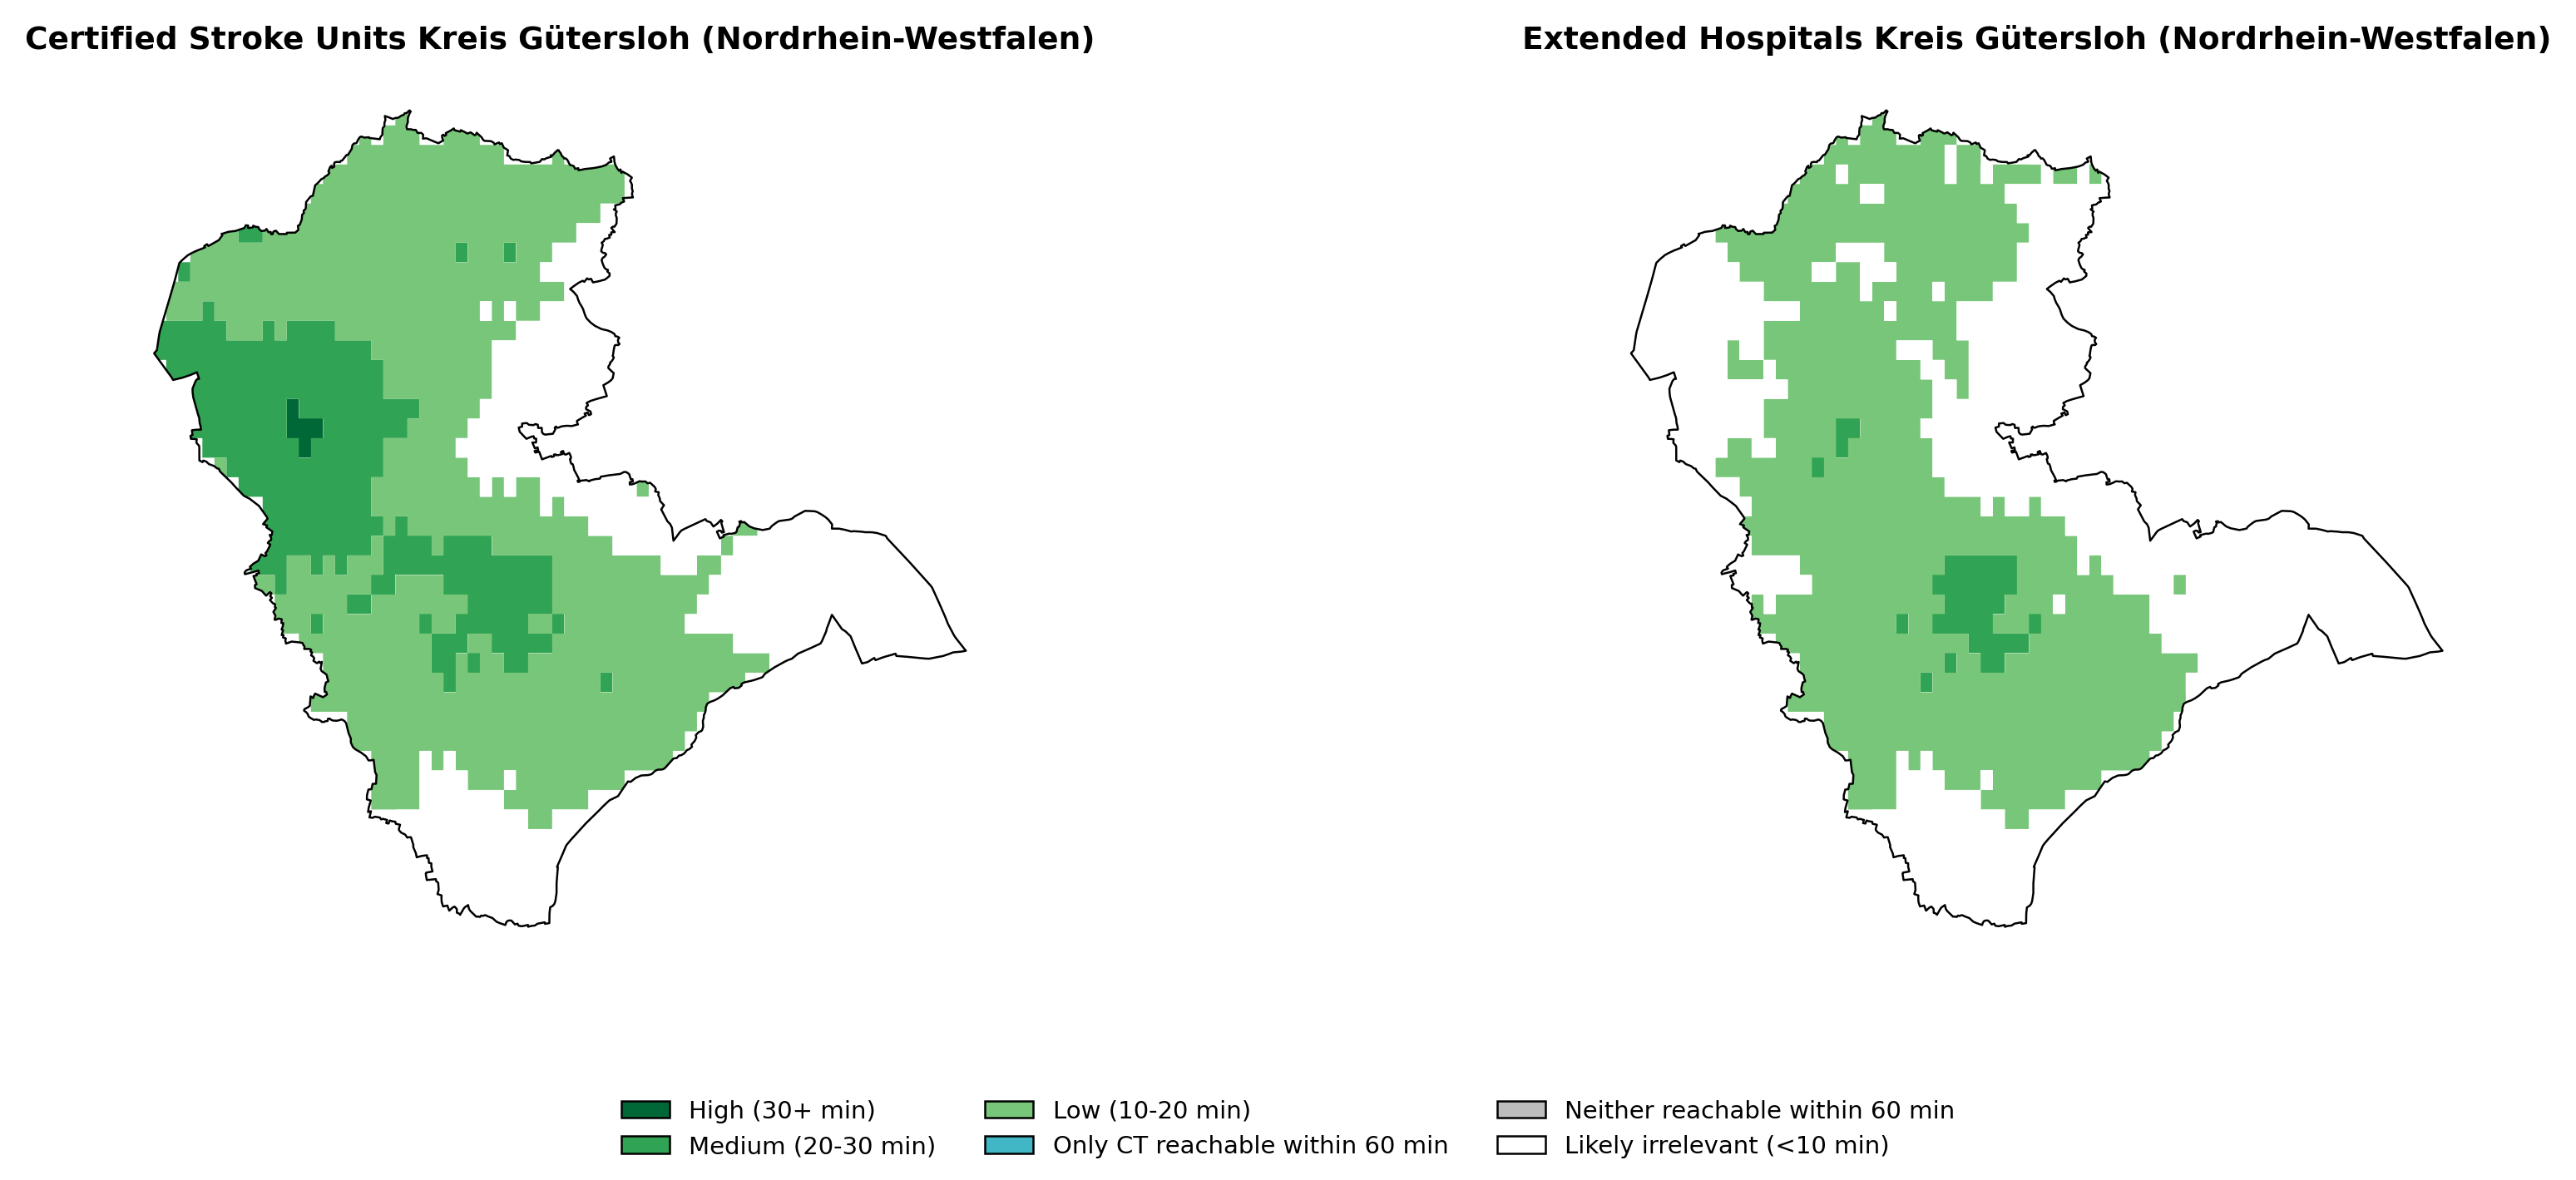 Certified Stroke Units Kreis Gütersloh (Nordrhein-Westfalen)
Extended Hospitals Kreis Gütersloh (Nordrhein-Westfalen)
High (30+ min)
Medium (20-30 min)
Low (10-20 min)
Only CT reachable within 60 min
Neither reachable within 60 min
Likely irrelevant (<10 min)